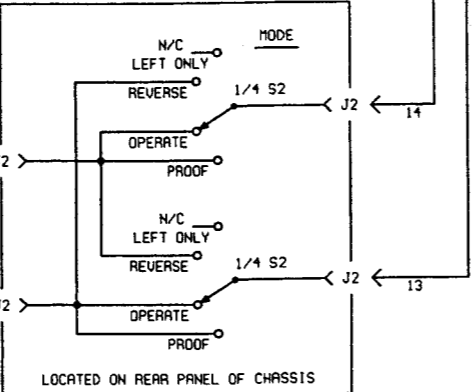 N/C
MODE
LEFT ONLY
REVERSE
1/4 S2
J2
14
OPERATE
2
PROOF
N/C
LEFT ONLY
REVERSE
1/4 S2
J2
13
J2
OPERATE
PROOF
LOCATED ON REAR PANEL OF CHASSIS